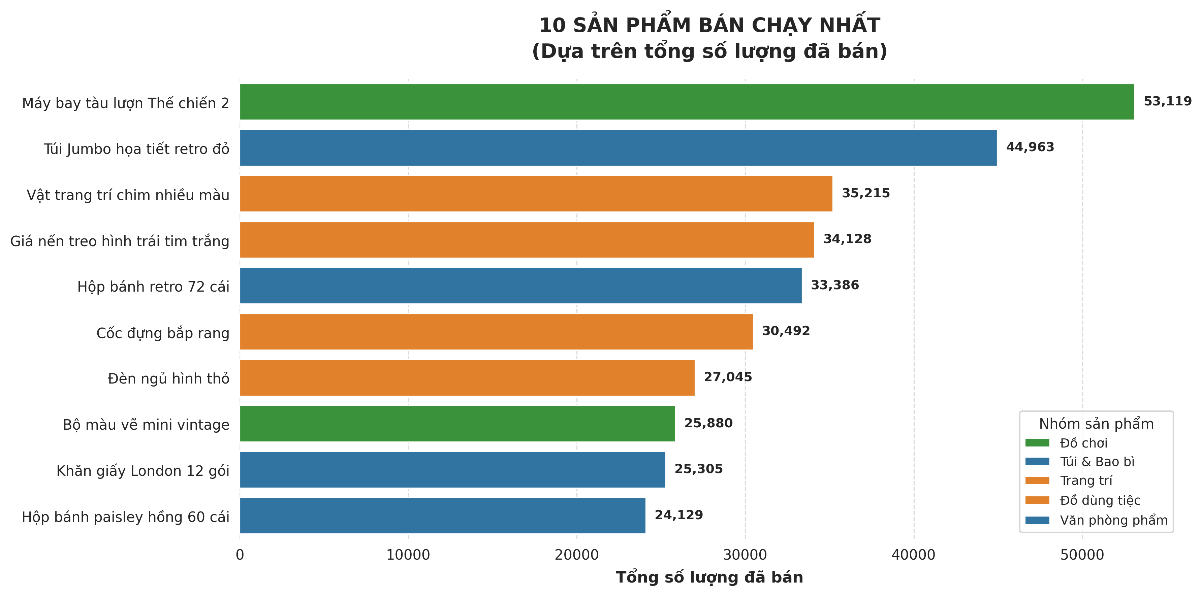 10 SẢN PHẨM BÁN CHẠY NHẤT
(Dựa trên tổng số lượng đã bán)
Máy bay tàu lượn Thế chiến 2
53,119
Túi Jumbo họa tiết retro đỏ
44,963
Vật trang trí chim nhiều màu
35,215
Giá nến treo hình trái tim trắng
34,128
Hộp bánh retro 72 cái
33,386
Cốc đựng bắp rang
30,492
Đèn ngủ hình thỏ
27,045
Bộ màu vẽ mini vintage
25,880
Khăn giấy London 12 gói
25,305
Hộp bánh paisley hồng 60 cái
24,129
Nhóm sản phẩm
Đồ chơi
Túi & Bao bì
Trang trí
Đồ dùng tiệc
Văn phòng phẩm
0 10000 20000 30000 40000 50000
Tổng số lượng đã bán